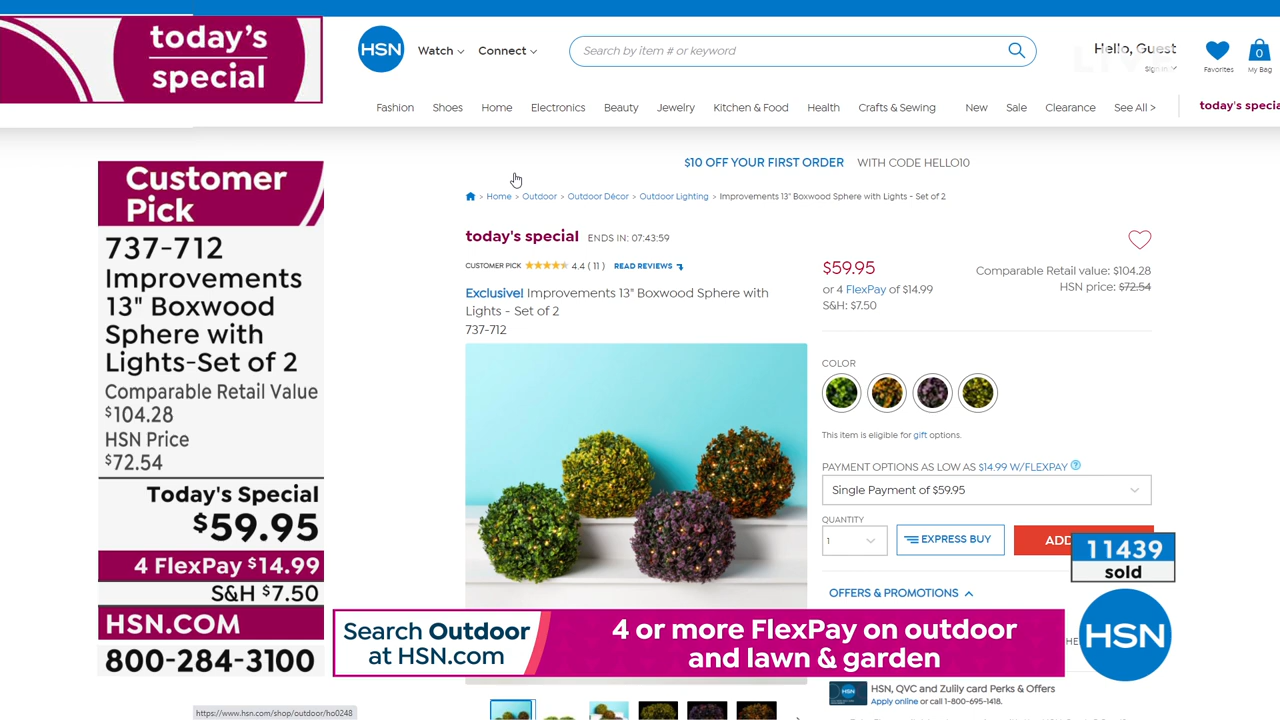 today's
special
HSN
Watch
Connect
Search by item # or keyword
Hello, Guest
Sign In
LIVE
Favorites
0
My Bag
Fashion
Shoes
Home
Electronics
Beauty
Jewelry
Kitchen & Food
Health
Crafts & Sewing
New
Sale
Clearance
See All >
today's specia
$10 OFF YOUR FIRST ORDER WITH CODE HELLO10
> Home > Outdoor > Outdoor Décor > Outdoor Lighting > Improvements 13" Boxwood Sphere with Lights - Set of 2
today's special ENDS IN: 07:43:59
CUSTOMER PICK 4.4 ( 11 ) READ REVIEWS
Exclusive! Improvements 13" Boxwood Sphere with
Lights - Set of 2
737-712
$59.95
or 4 FlexPay of $14.99
S&H: $7.50
Comparable Retail value: $104.28
HSN price: $72.54
COLOR
This item is eligible for gift options.
PAYMENT OPTIONS AS LOW AS $14.99 W/FLEXPAY ?
Single Payment of $59.95
QUANTITY
1
EXPRESS BUY
ADD
OFFERS & PROMOTIONS
HE
HSN
HSN, QVC and Zulily card Perks & Offers
Apply online or call 1-800-695-1418.
Customer
Pick
737-712
Improvements
13" Boxwood
Sphere with
Lights-Set of 2
Comparable Retail Value
$104.28
HSN Price
$72.54
Today's Special
$59.95
4 FlexPay $14.99
S&H $7.50
HSN.COM
800-284-3100
Search Outdoor
at HSN.com
4 or more FlexPay on outdoor
and lawn & garden
11439
sold
HSN
https://www.hsn.com/shop/outdoor/ho0248